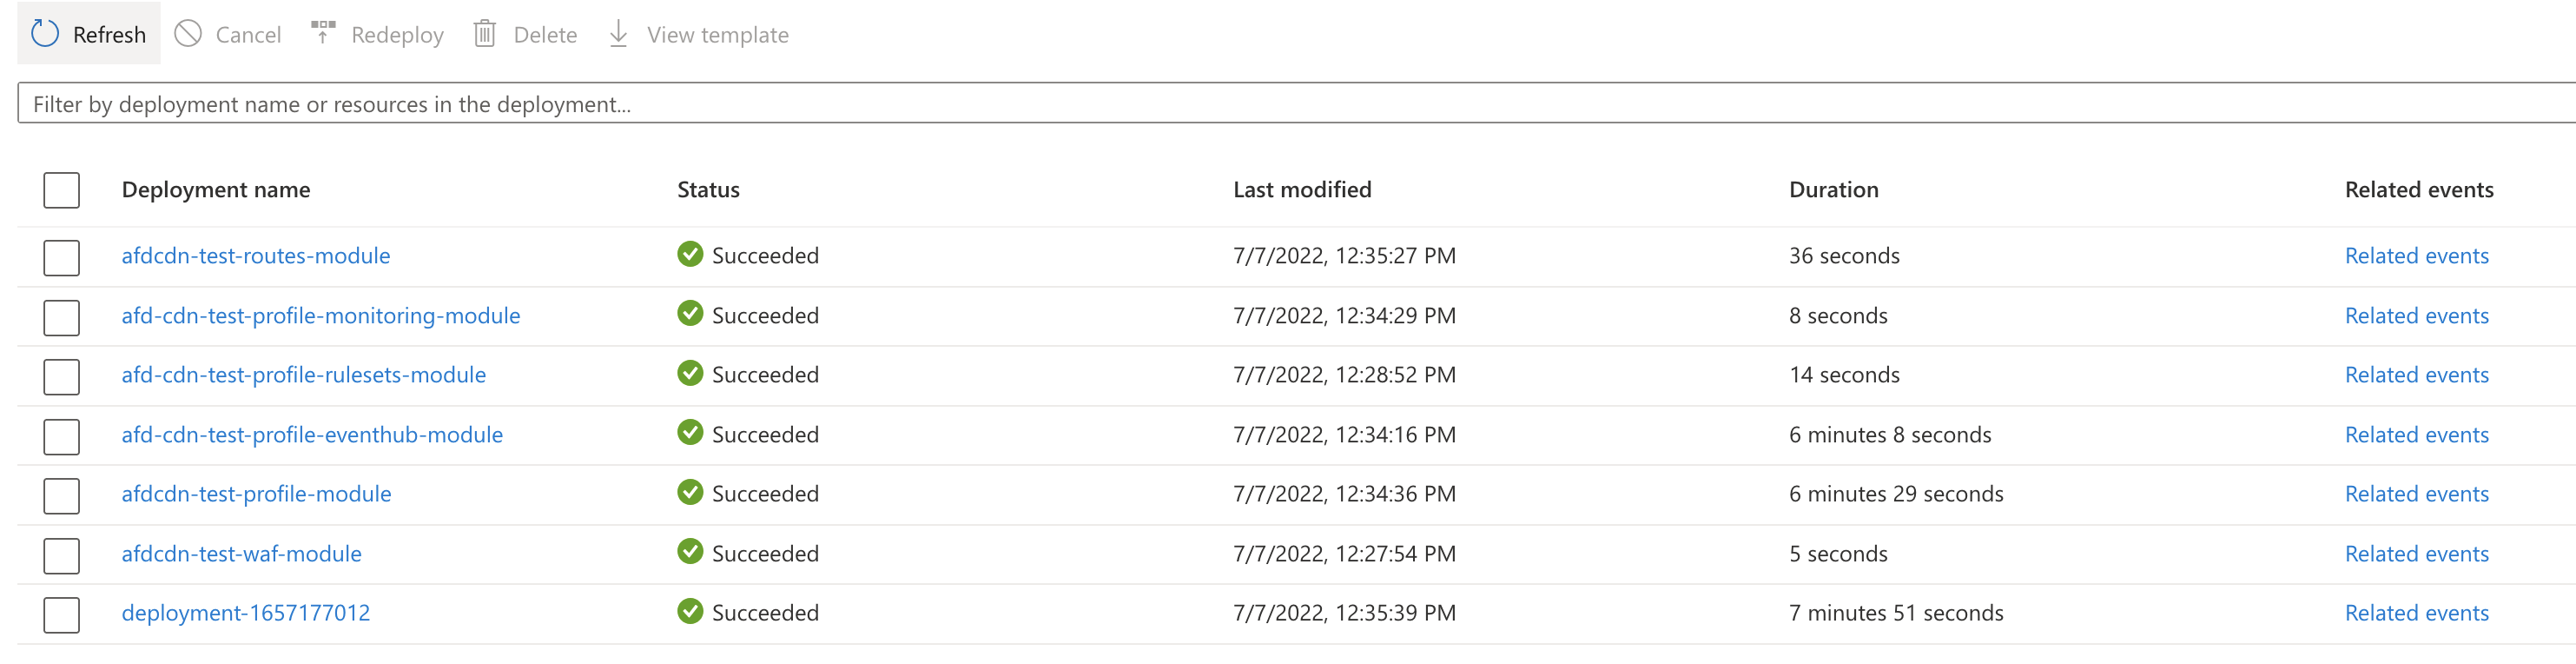 Refresh Cancel Redeploy Delete View template
Filter by deployment name or resources in the deployment...
Deployment name Status Last modified Duration Related events
afdcdn-test-routes-module Succeeded 7/7/2022, 12:35:27 PM 36 seconds Related events
afd-cdn-test-profile-monitoring-module Succeeded 7/7/2022, 12:34:29 PM 8 seconds Related events
afd-cdn-test-profile-rulesets-module Succeeded 7/7/2022, 12:28:52 PM 14 seconds Related events
afd-cdn-test-profile-eventhub-module Succeeded 7/7/2022, 12:34:16 PM 6 minutes 8 seconds Related events
afdcdn-test-profile-module Succeeded 7/7/2022, 12:34:36 PM 6 minutes 29 seconds Related events
afdcdn-test-waf-module Succeeded 7/7/2022, 12:27:54 PM 5 seconds Related events
deployment-1657177012 Succeeded 7/7/2022, 12:35:39 PM 7 minutes 51 seconds Related events